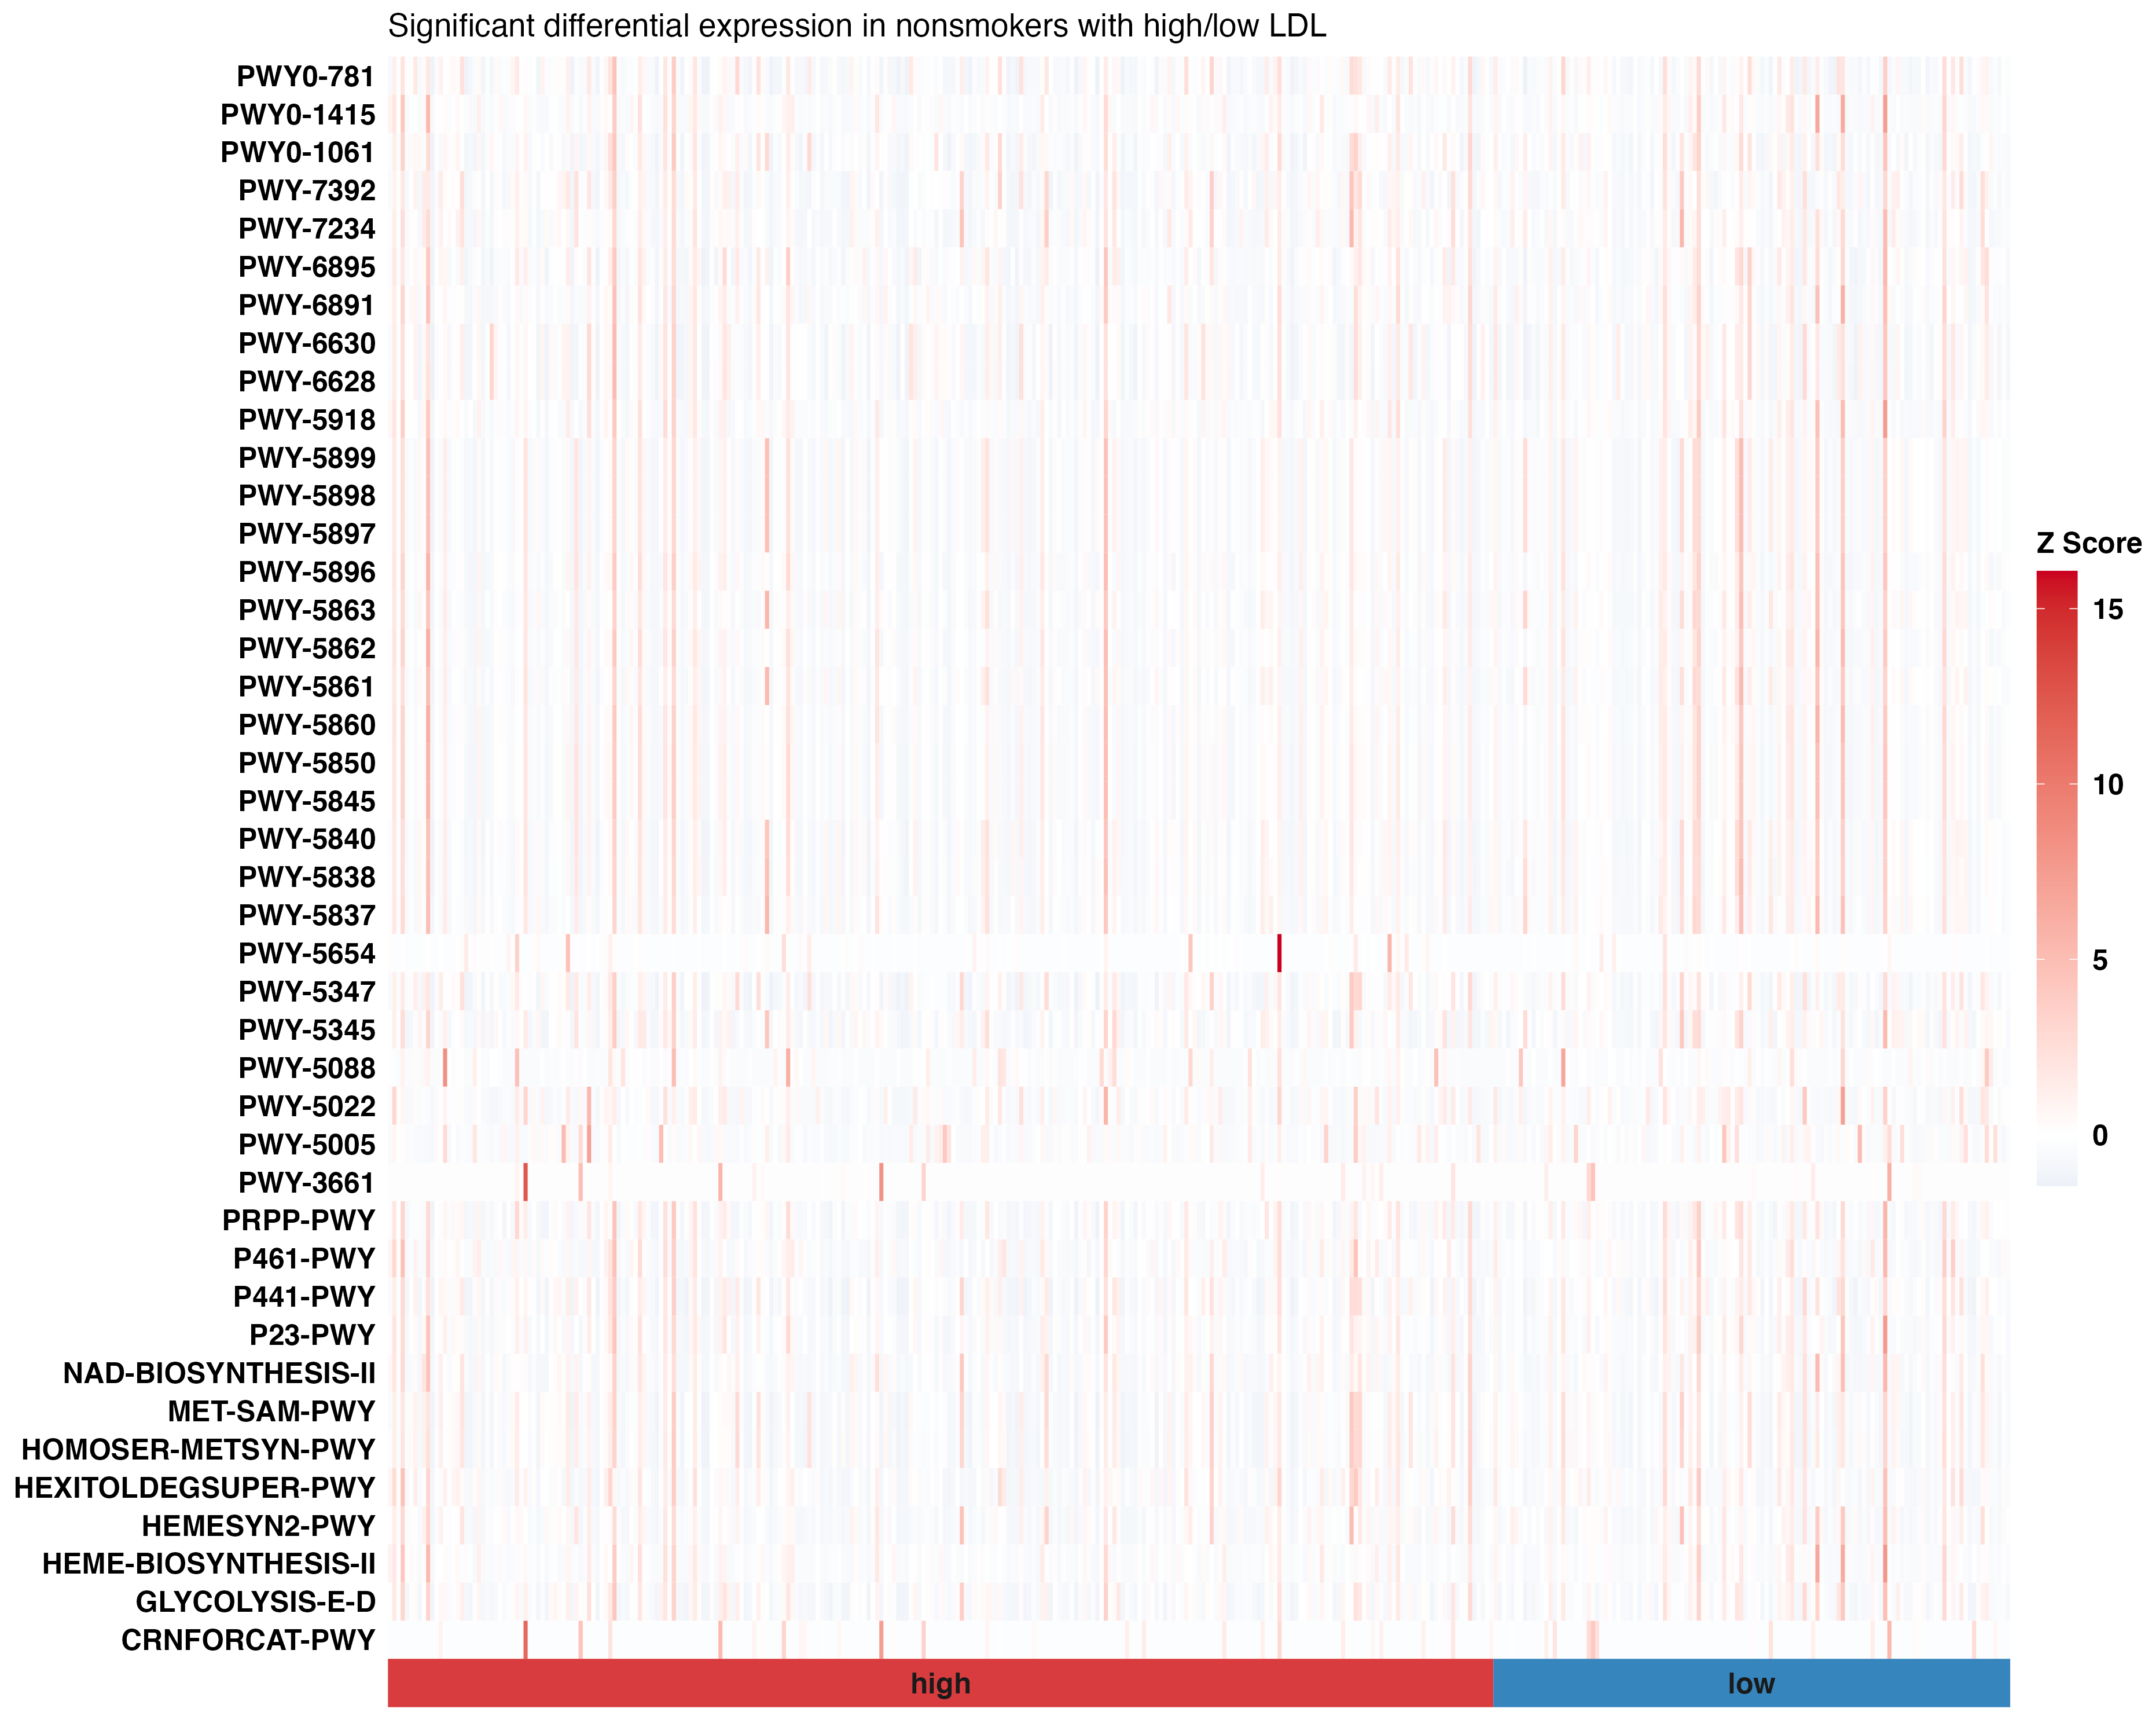 Significant differential expression in nonsmokers with high/low LDL
PWY0-781
PWY0-1415
PWY0-1061
PWY-7392
PWY-7234
PWY-6895
PWY-6891
PWY-6630
PWY-6628
PWY-5918
PWY-5899
PWY-5898
PWY-5897
PWY-5896
PWY-5863
PWY-5862
PWY-5861
PWY-5860
PWY-5850
PWY-5845
PWY-5840
PWY-5838
PWY-5837
PWY-5654
PWY-5347
PWY-5345
PWY-5088
PWY-5022
PWY-5005
PWY-3661
PRPP-PWY
P461-PWY
P441-PWY
P23-PWY
NAD-BIOSYNTHESIS-II
MET-SAM-PWY
HOMOSER-METSYN-PWY
HEXITOLDEGSUPER-PWY
HEMESYN2-PWY
HEME-BIOSYNTHESIS-II
GLYCOLYSIS-E-D
CRNFORCAT-PWY
high low
Z Score
15
10
5
0